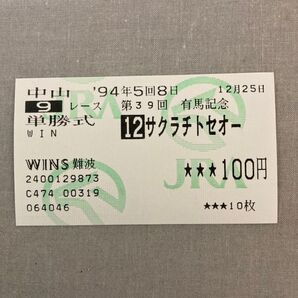 中山 '94年5回8日 12月25日
9 レース 第39回 有馬記念
単勝式
WIN
12 サクラチトセオー
WINS 難波
JRA
★★★100円
2400129873
C474 00319
064046
★★★10枚